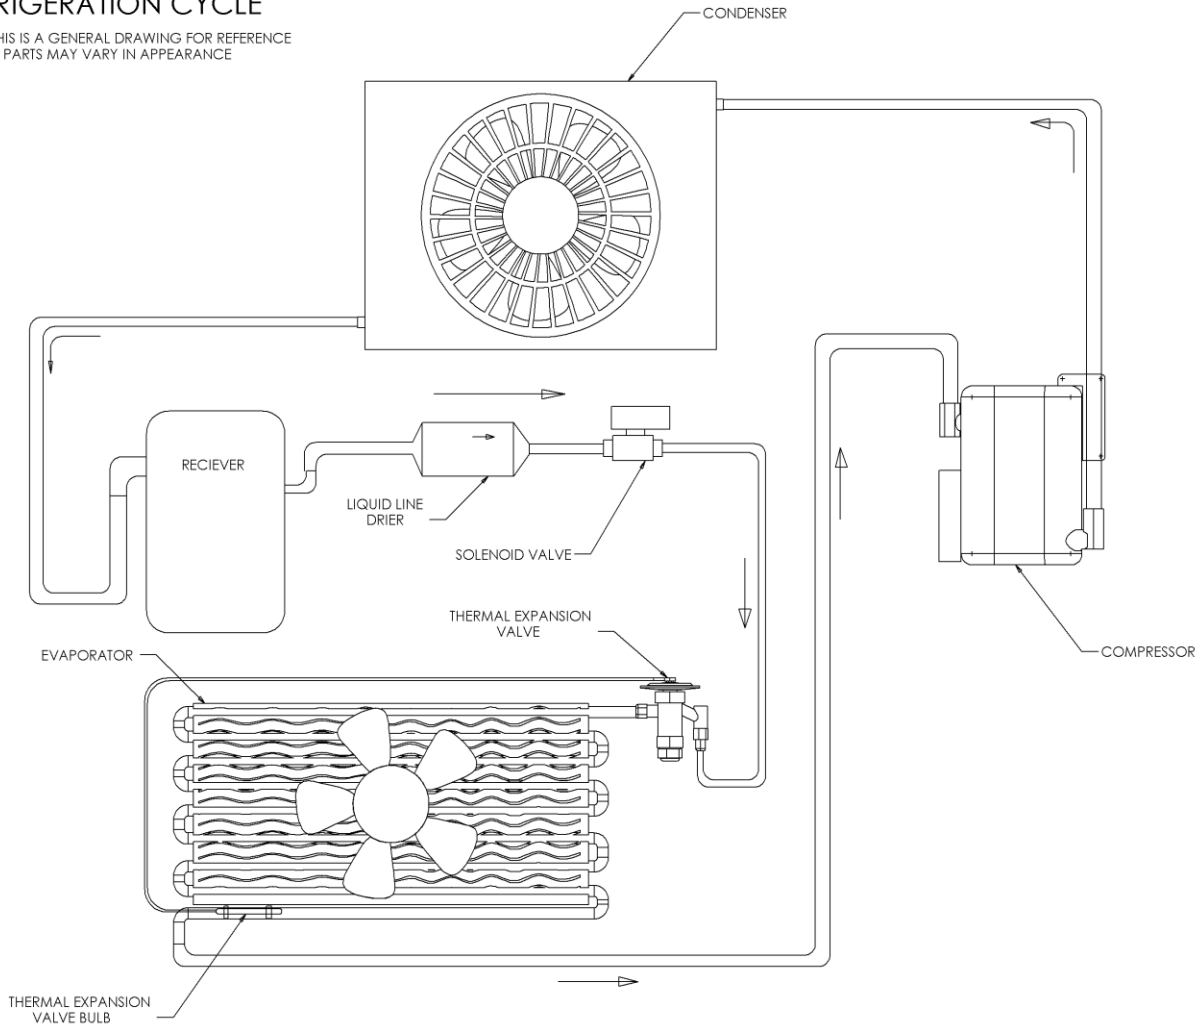 RIGERATION CYCLE
HIS IS A GENERAL DRAWING FOR REFERENCE
PARTS MAY VARY IN APPEARANCE
CONDENSER
RECIEVER
LIQUID LINE
DRIER
SOLENOID VALVE
THERMAL EXPANSION
VALVE
EVAPORATOR
COMPRESSOR
THERMAL EXPANSION
VALVE BULB